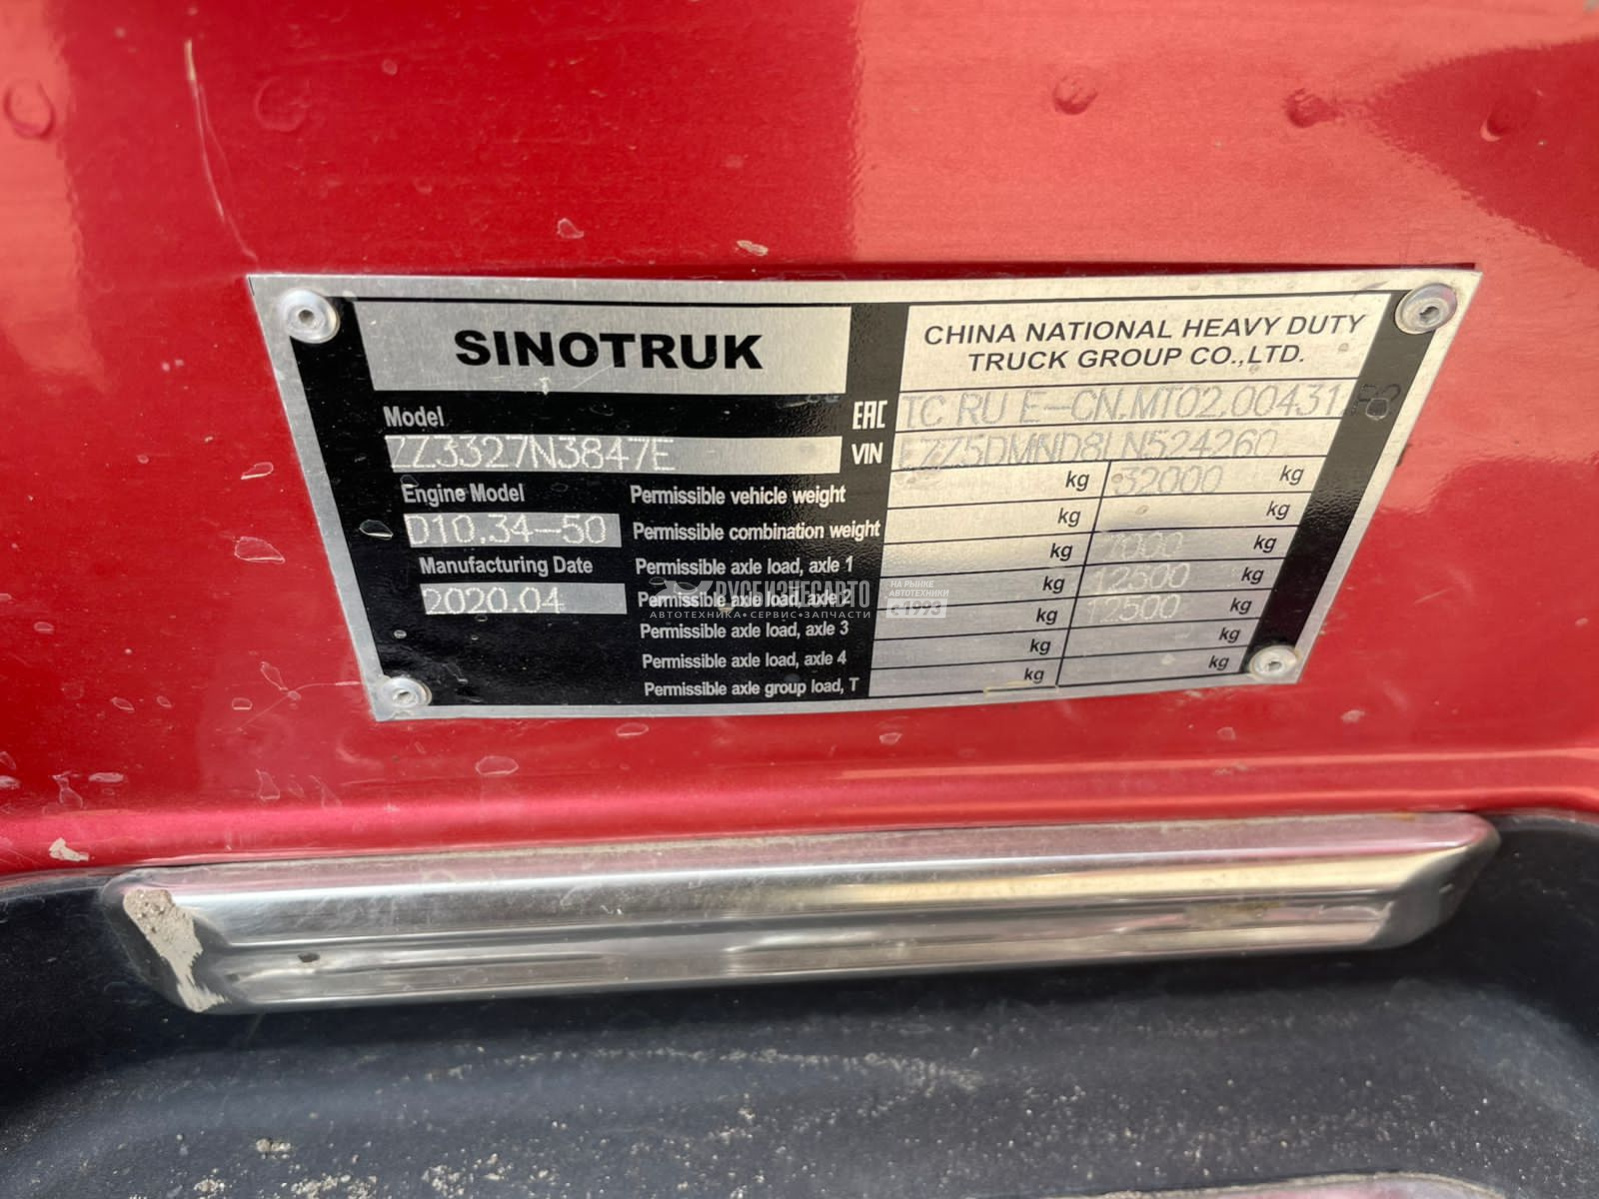 SINOTRUK
CHINA NATIONAL HEAVY DUTY
TRUCK GROUP CO.,LTD.
Model
ZZ3327N3847E
EAC TC RU E-CN.MT02.00431
VIN
Engine Model
D10.34-50
Manufacturing Date
2020.04
Permissible vehicle weight kg 32000 kg
Permissible combination weight kg kg
Permissible axle load, axle 1 kg 7000 kg
Permissible axle load, axle 2 kg 12500 kg
Permissible axle load, axle 3 kg 12500 kg
Permissible axle load, axle 4 kg kg
Permissible axle group load, T kg kg
РУСБИЗНЕСАВТО
АВТОТЕХНИКА•СЕРВИС•ЗАПЧАСТИ
НА РЫНКЕ
АВТОТЕХНИКИ
с 1993